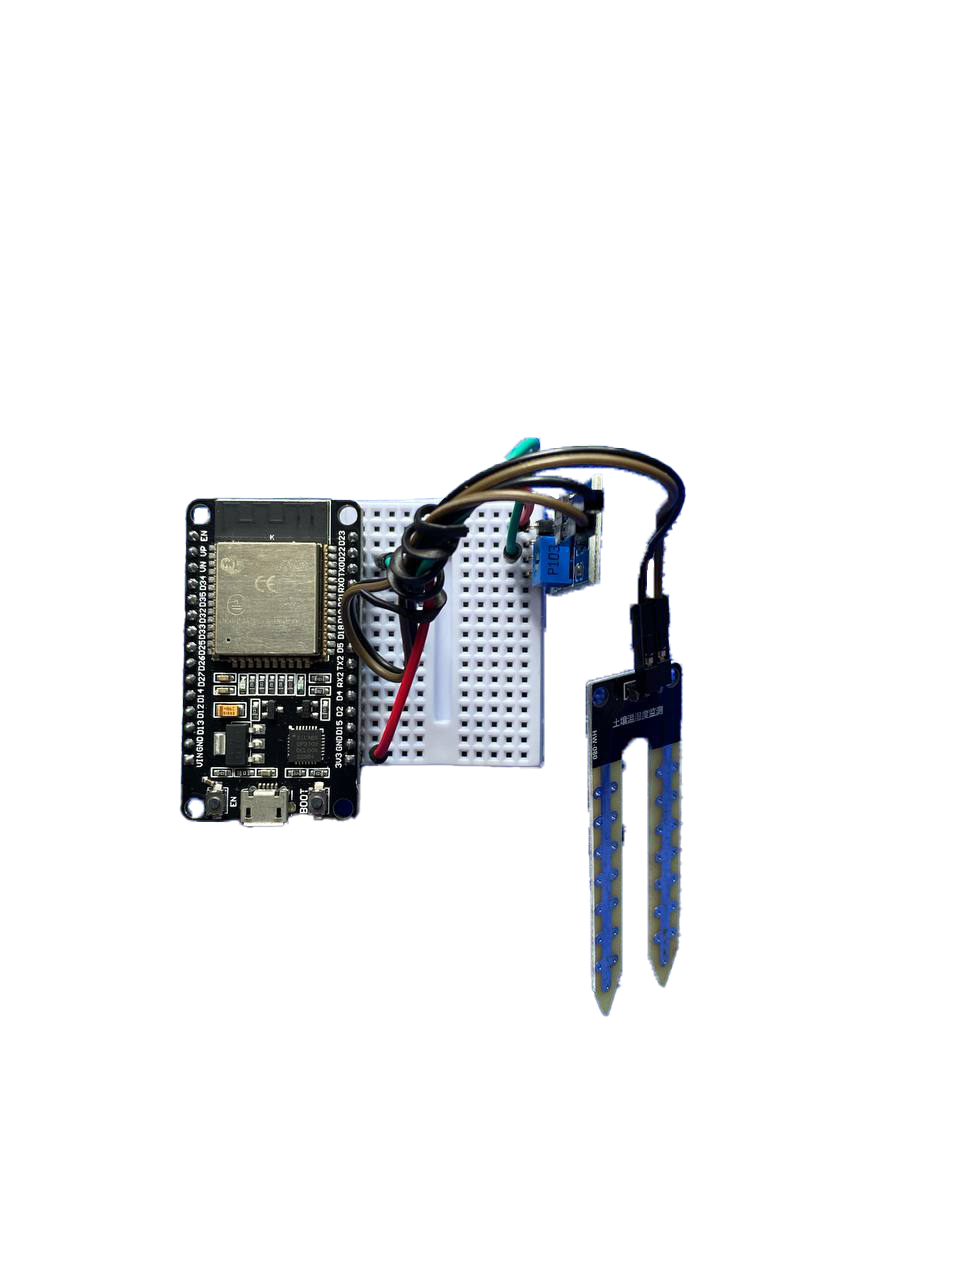 EN
VP
VN
D34
D35
D32
D33
D25
D26
D27
D14
D12
D13
GND
VIN
D23
D22
TX0
RX0
D18
D5
TX2
RX2
D4
D2
D15
GND
3V3
K
CE
EN
BOOT
P103
土壤温湿度监测
HW-080